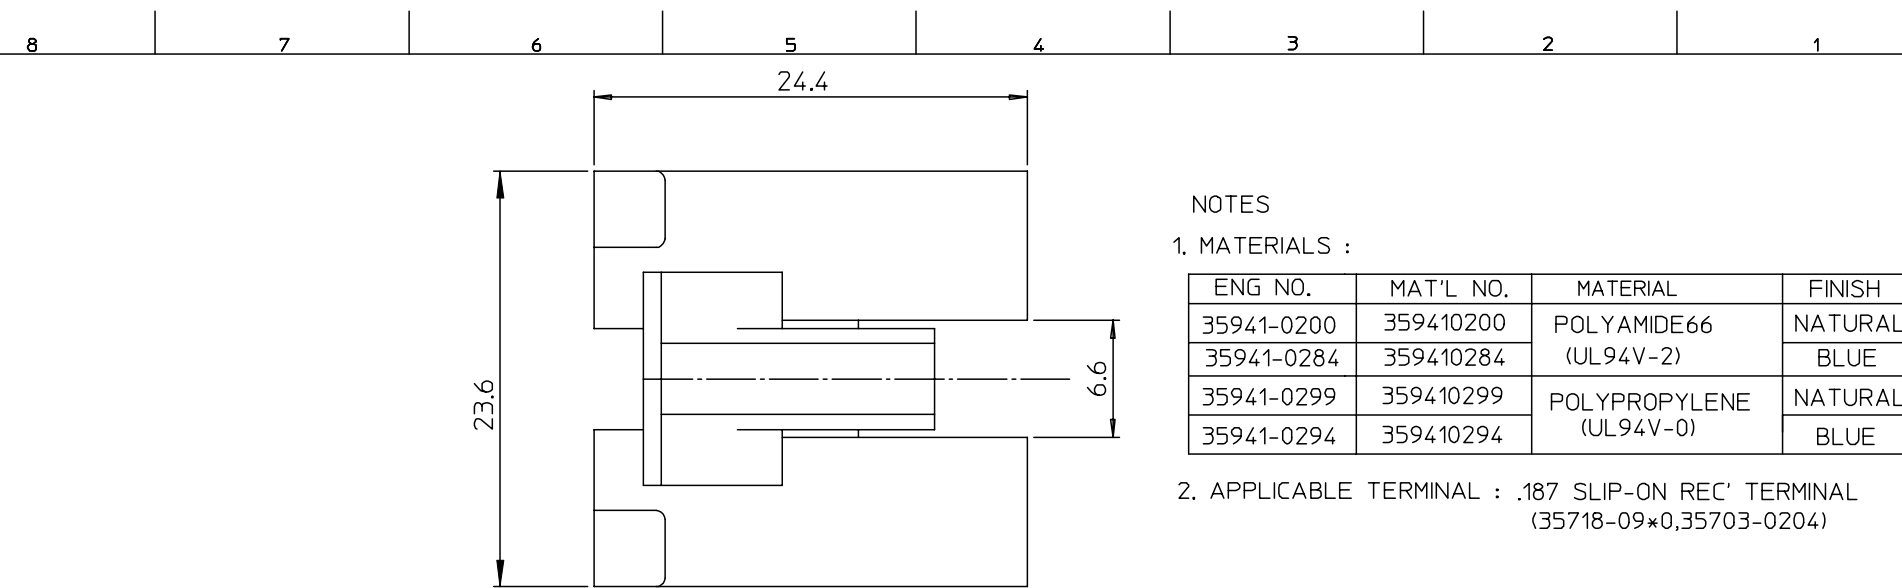 8 7 6 5 4 3 2 1
24.4
23.6
6.6
NOTES
1. MATERIALS :
ENG NO. MAT'L NO. MATERIAL FINISH
35941-0200 359410200 POLYAMIDE66 NATURAL
35941-0284 359410284 (UL94V-2) BLUE
35941-0299 359410299 POLYPROPYLENE NATURAL
35941-0294 359410294 (UL94V-0) BLUE
2. APPLICABLE TERMINAL : .187 SLIP-ON REC' TERMINAL
(35718-09*0,35703-0204)